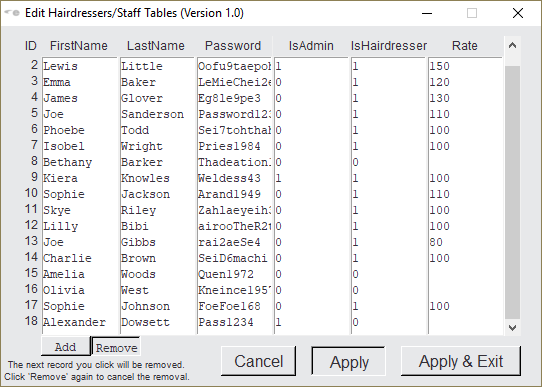 Edit Hairdressers/Staff Tables (Version 1.0)
ID FirstName LastName Password IsAdmin IsHairdresser Rate
2 Lewis Little Oofu9taepoh 1 1 150
3 Emma Baker LeMieChei2e 0 1 120
4 James Glover Eg8le9pe3 0 1 130
5 Joe Sanderson Password123 0 1 110
6 Phoebe Todd Sei7tohthah 0 1 100
7 Isobel Wright Pries1984 0 1 100
8 Bethany Barker Thadeation1 0 0
9 Kiera Knowles Weldess43 1 1 100
10 Sophie Jackson Arand1949 0 1 110
11 Skye Riley Zahlaeyeih3 0 1 100
12 Lilly Bibi airooTheR2t 0 1 100
13 Joe Gibbs rai2aeSe4 0 1 80
14 Charlie Brown SeiD6machi 0 1 100
15 Amelia Woods Quen1972 0 0
16 Olivia West Kneince1957 0 0
17 Sophie Johnson FoeFoe168 0 1 100
18 Alexander Dowsett Pass1234 1 0
Add Remove
The next record you click will be removed.
Click 'Remove' again to cancel the removal.
Cancel Apply Apply & Exit